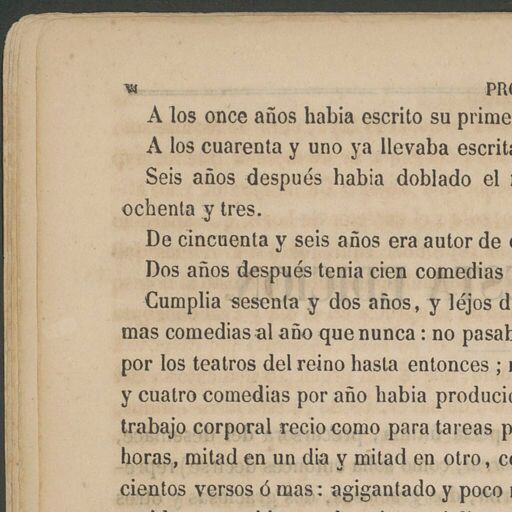 PRO
A los once años habia escrito su prime
A los cuarenta y uno ya llevaba escrita
Seis años después habia doblado el
ochenta y tres.
De cincuenta y seis años era autor de
Dos años después tenia cien comedias
Cumplia sesenta y dos años, y léjos d
mas comedias al año que nunca : no pasab
por los teatros del reino hasta entonces ;
y cuatro comedias por año habia producid
trabajo corporal recio como para tareas p
horas, mitad en un dia y mitad en otro, c
cientos versos ó mas : agigantado y poco